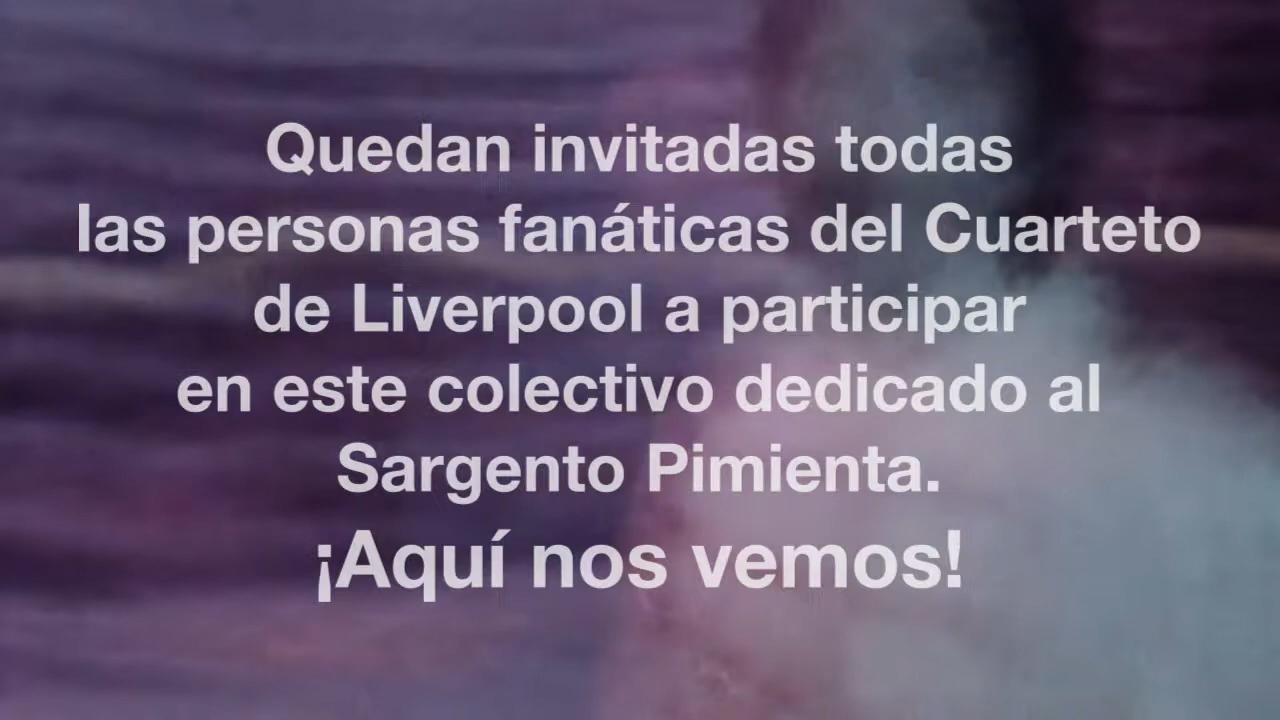 Quedan invitadas todas
las personas fanáticas del Cuarteto
de Liverpool a participar
en este colectivo dedicado al
Sargento Pimienta.
¡Aquí nos vemos!